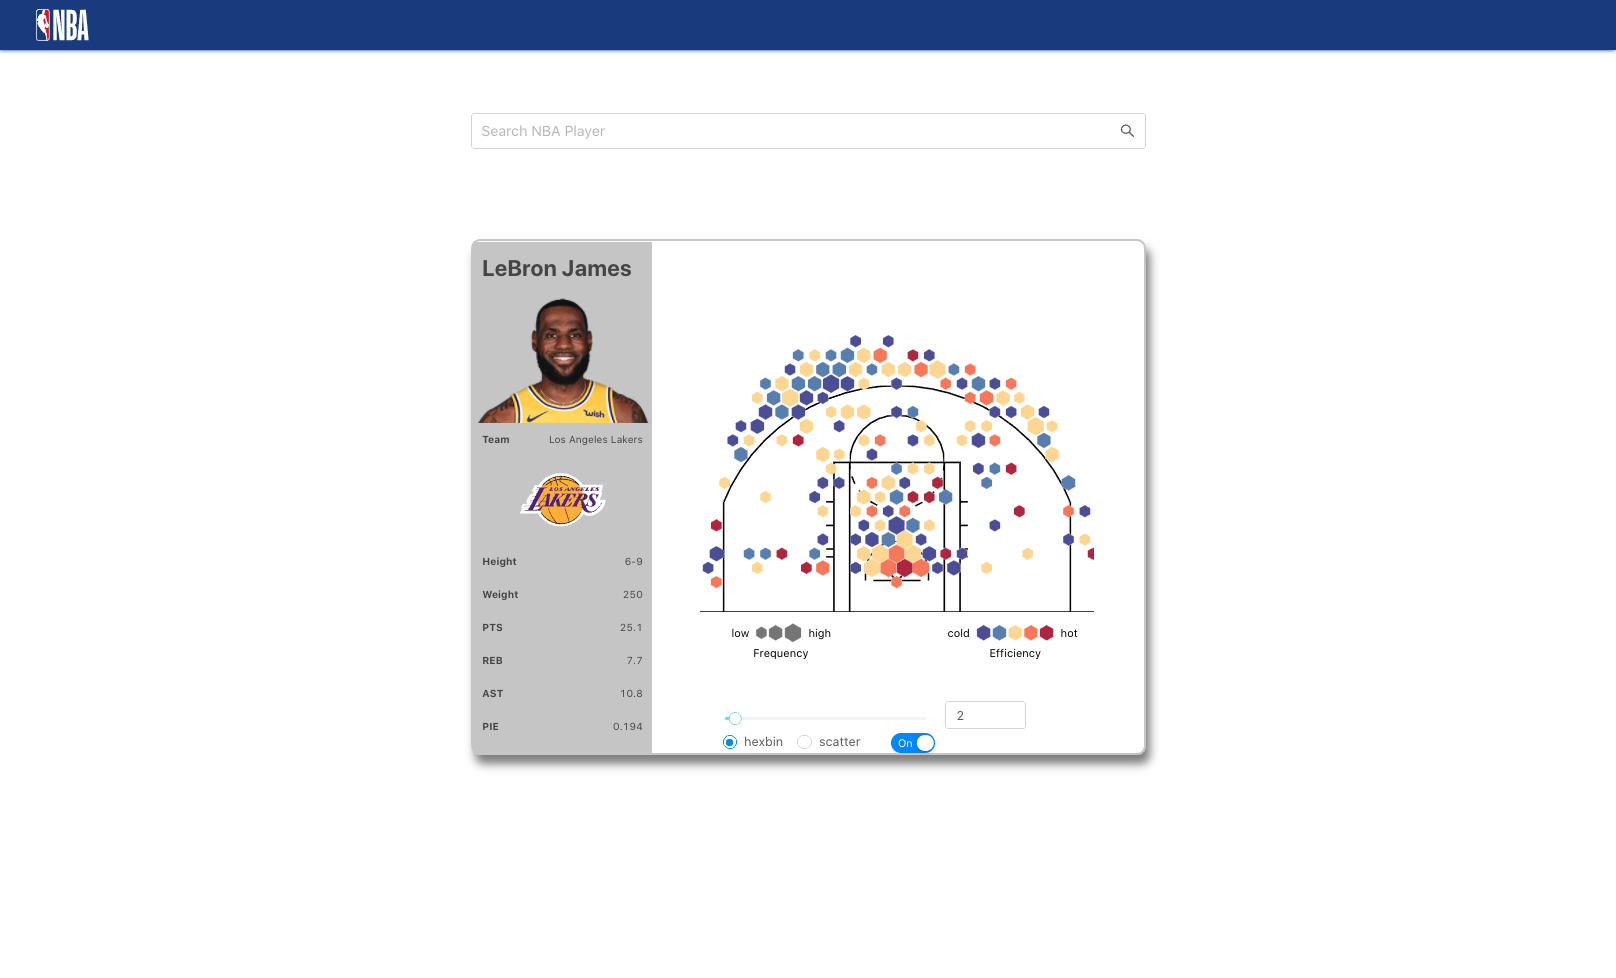 NBA
Search NBA Player
LeBron James
wish
Team Los Angeles Lakers
LOS ANGELES
LAKERS
Height 6-9
Weight 250
PTS 25.1
REB 7.7
AST 10.8
PIE 0.194
low high
Frequency
cold hot
Efficiency
2
hexbin scatter On